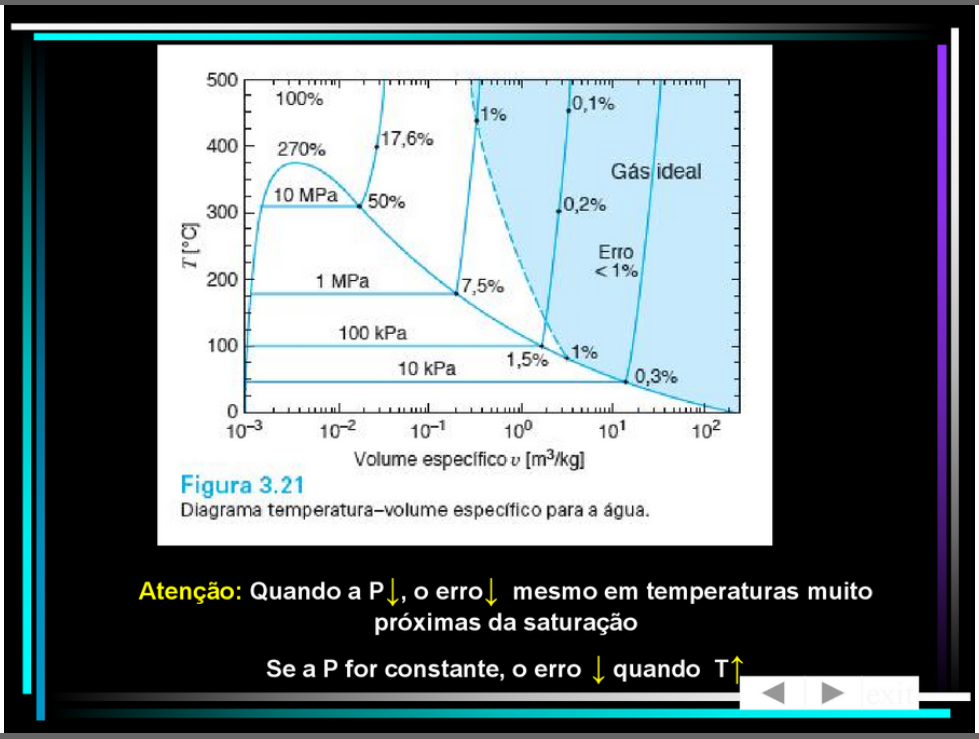 500
400
300
200
100
0
T [°C]
100%
270%
10 MPa
17,6%
50%
1 MPa
7,5%
100 kPa
1,5%
10 kPa
1%
0,1%
Gás ideal
0,2%
Erro
< 1%
1%
0,3%
10⁻³ 10⁻² 10⁻¹ 10⁰ 10¹ 10²
Volume específico v [m³/kg]
Figura 3.21
Diagrama temperatura–volume específico para a água.
Atenção: Quando a P↓, o erro↓ mesmo em temperaturas muito
próximas da saturação
Se a P for constante, o erro ↓ quando T↑
exit